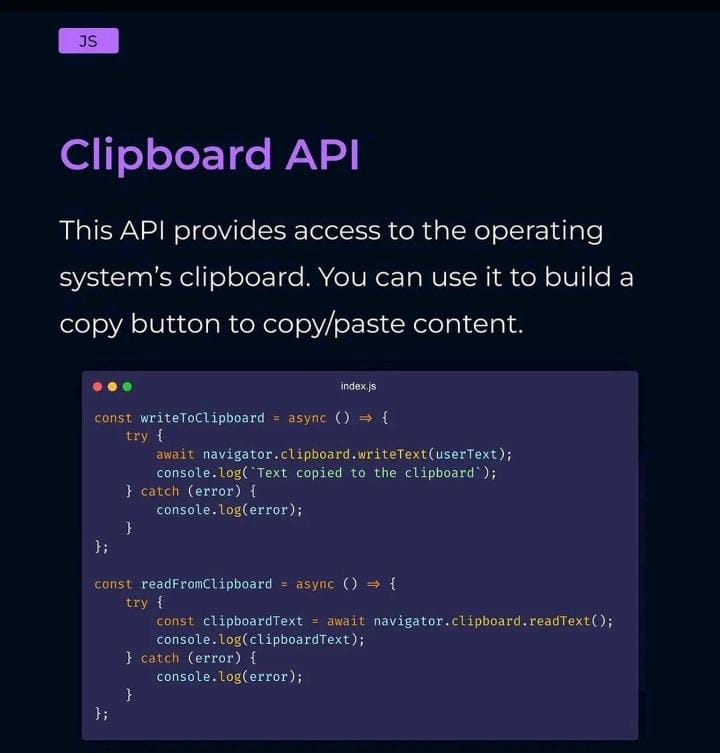 JS
Clipboard API
This API provides access to the operating
system’s clipboard. You can use it to build a
copy button to copy/paste content.
index.js
const writeToClipboard = async () => {
    try {
        await navigator.clipboard.writeText(userText);
        console.log(`Text copied to the clipboard`);
    } catch (error) {
        console.log(error);
    }
};
const readFromClipboard = async () => {
    try {
        const clipboardText = await navigator.clipboard.readText();
        console.log(clipboardText);
    } catch (error) {
        console.log(error);
    }
};